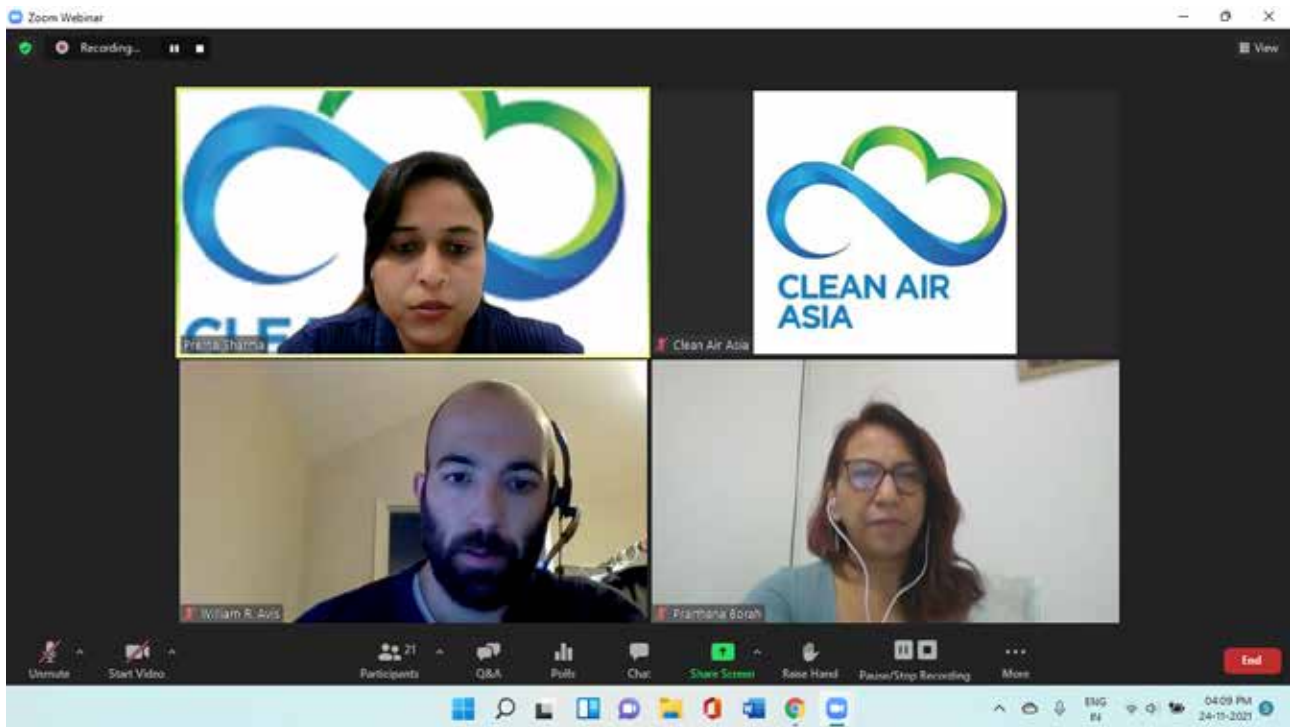 Zoom Webinar
Recording...
View
CLE
Prerna Sharma
CLEAN AIR
ASIA
Clean Air Asia
William R. Avis
Prarthana Borah
Unmute
Start Video
21
Participants
Q&A
Polls
Chat
Share Screen
Raise Hand
Pause/Stop Recording
More
End
ENG
IN
04:09 PM
24-11-2021